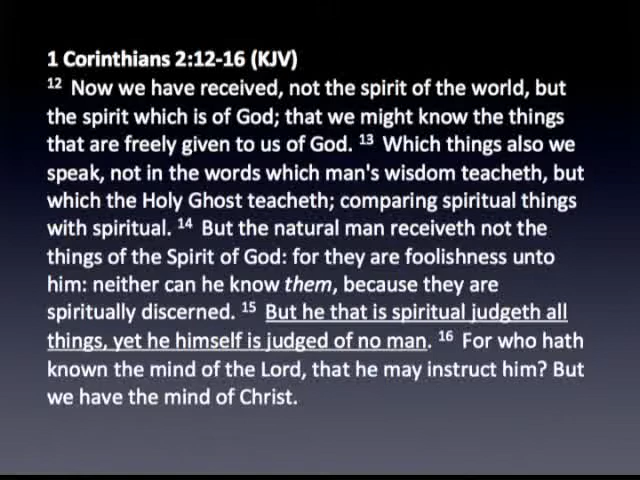 1 Corinthians 2:12-16 (KJV)
12 Now we have received, not the spirit of the world, but
the spirit which is of God; that we might know the things
that are freely given to us of God. 13 Which things also we
speak, not in the words which man's wisdom teacheth, but
which the Holy Ghost teacheth; comparing spiritual things
with spiritual. 14 But the natural man receiveth not the
things of the Spirit of God: for they are foolishness unto
him: neither can he know them, because they are
spiritually discerned. 15 But he that is spiritual judgeth all
things, yet he himself is judged of no man. 16 For who hath
known the mind of the Lord, that he may instruct him? But
we have the mind of Christ.